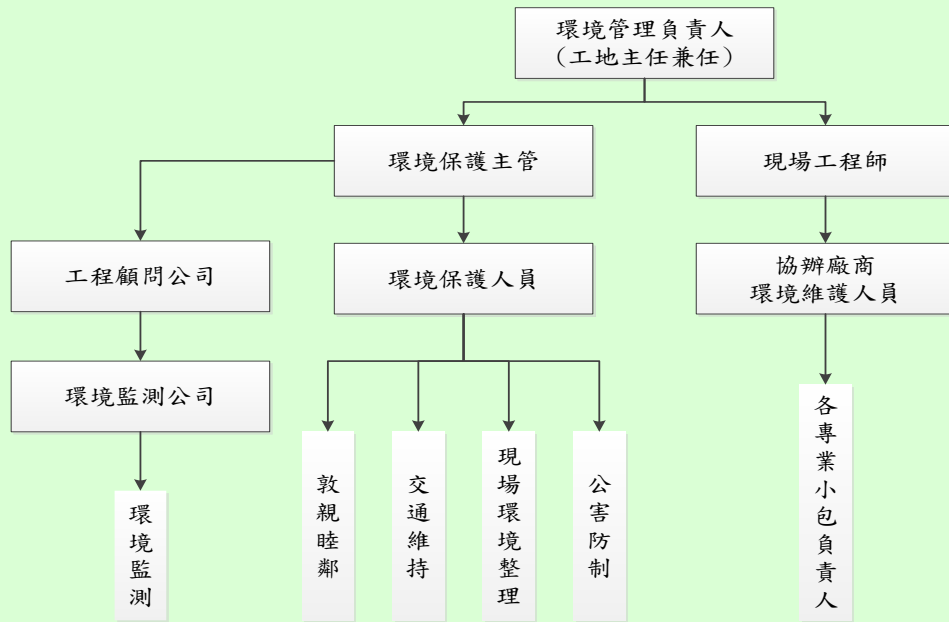 環境管理負責人
（工地主任兼任）
環境保護主管
現場工程師
工程顧問公司
環境保護人員
協辦廠商
環境維護人員
環境監測公司
環境監測
敦親睦鄰
交通維持
現場環境整理
公害防制
各專業小包負責人